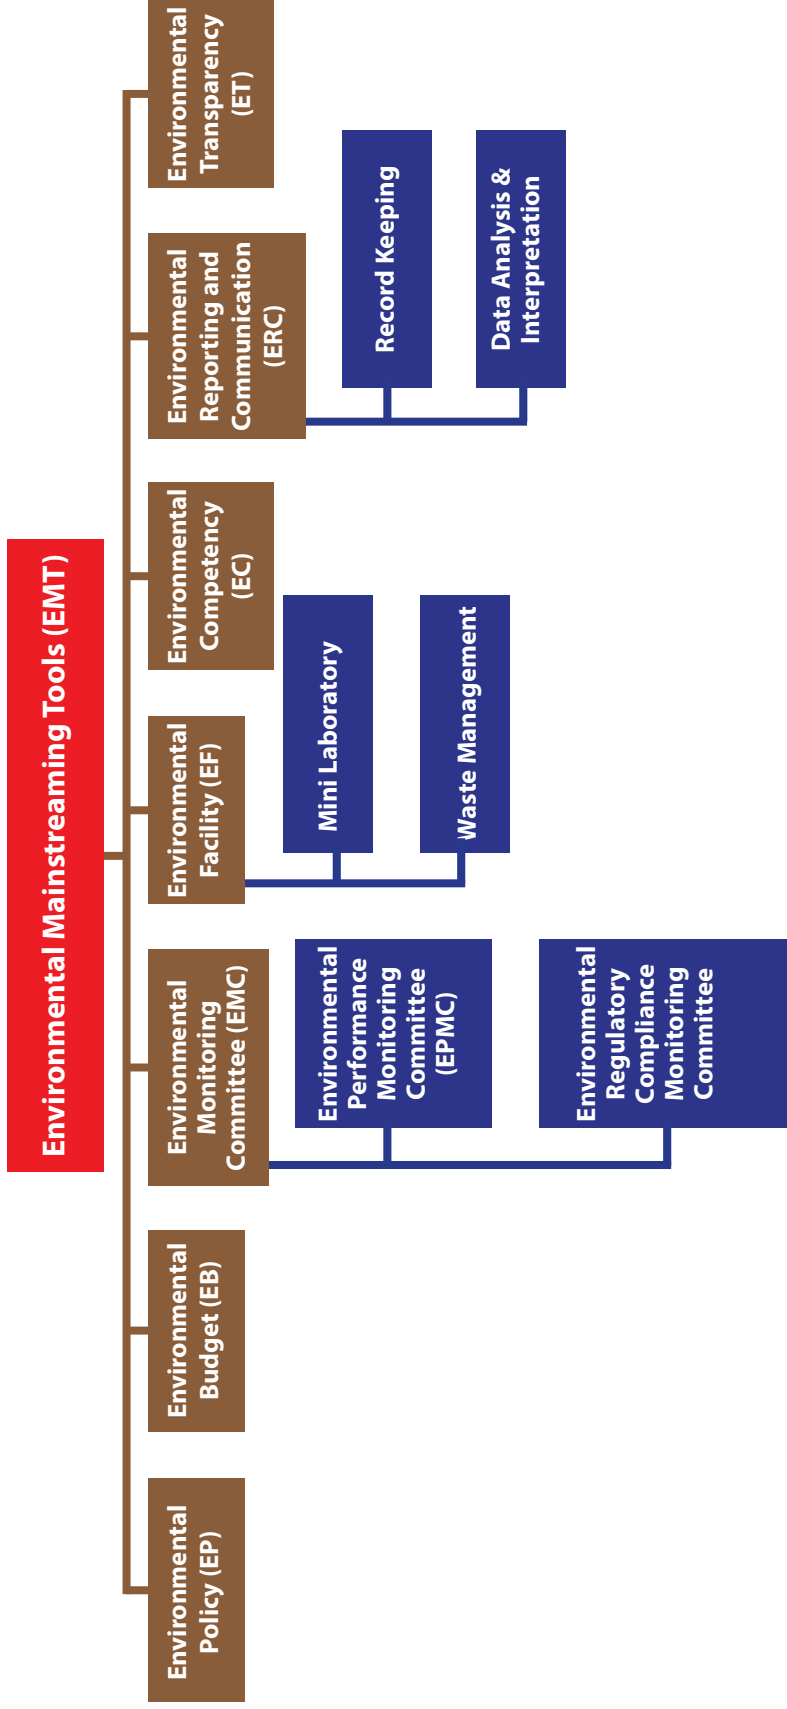 Environmental Mainstreaming Tools (EMT)
Environmental
Policy (EP)
Environmental
Budget (EB)
Environmental
Monitoring
Committee (EMC)
Environmental
Performance
Monitoring
Committee
(EPMC)
Environmental
Regulatory
Compliance
Monitoring
Committee
Environmental
Facility (EF)
Mini Laboratory
Waste Management
Environmental
Competency
(EC)
Environmental
Reporting and
Communication
(ERC)
Record Keeping
Data Analysis &
Interpretation
Environmental
Transparency
(ET)